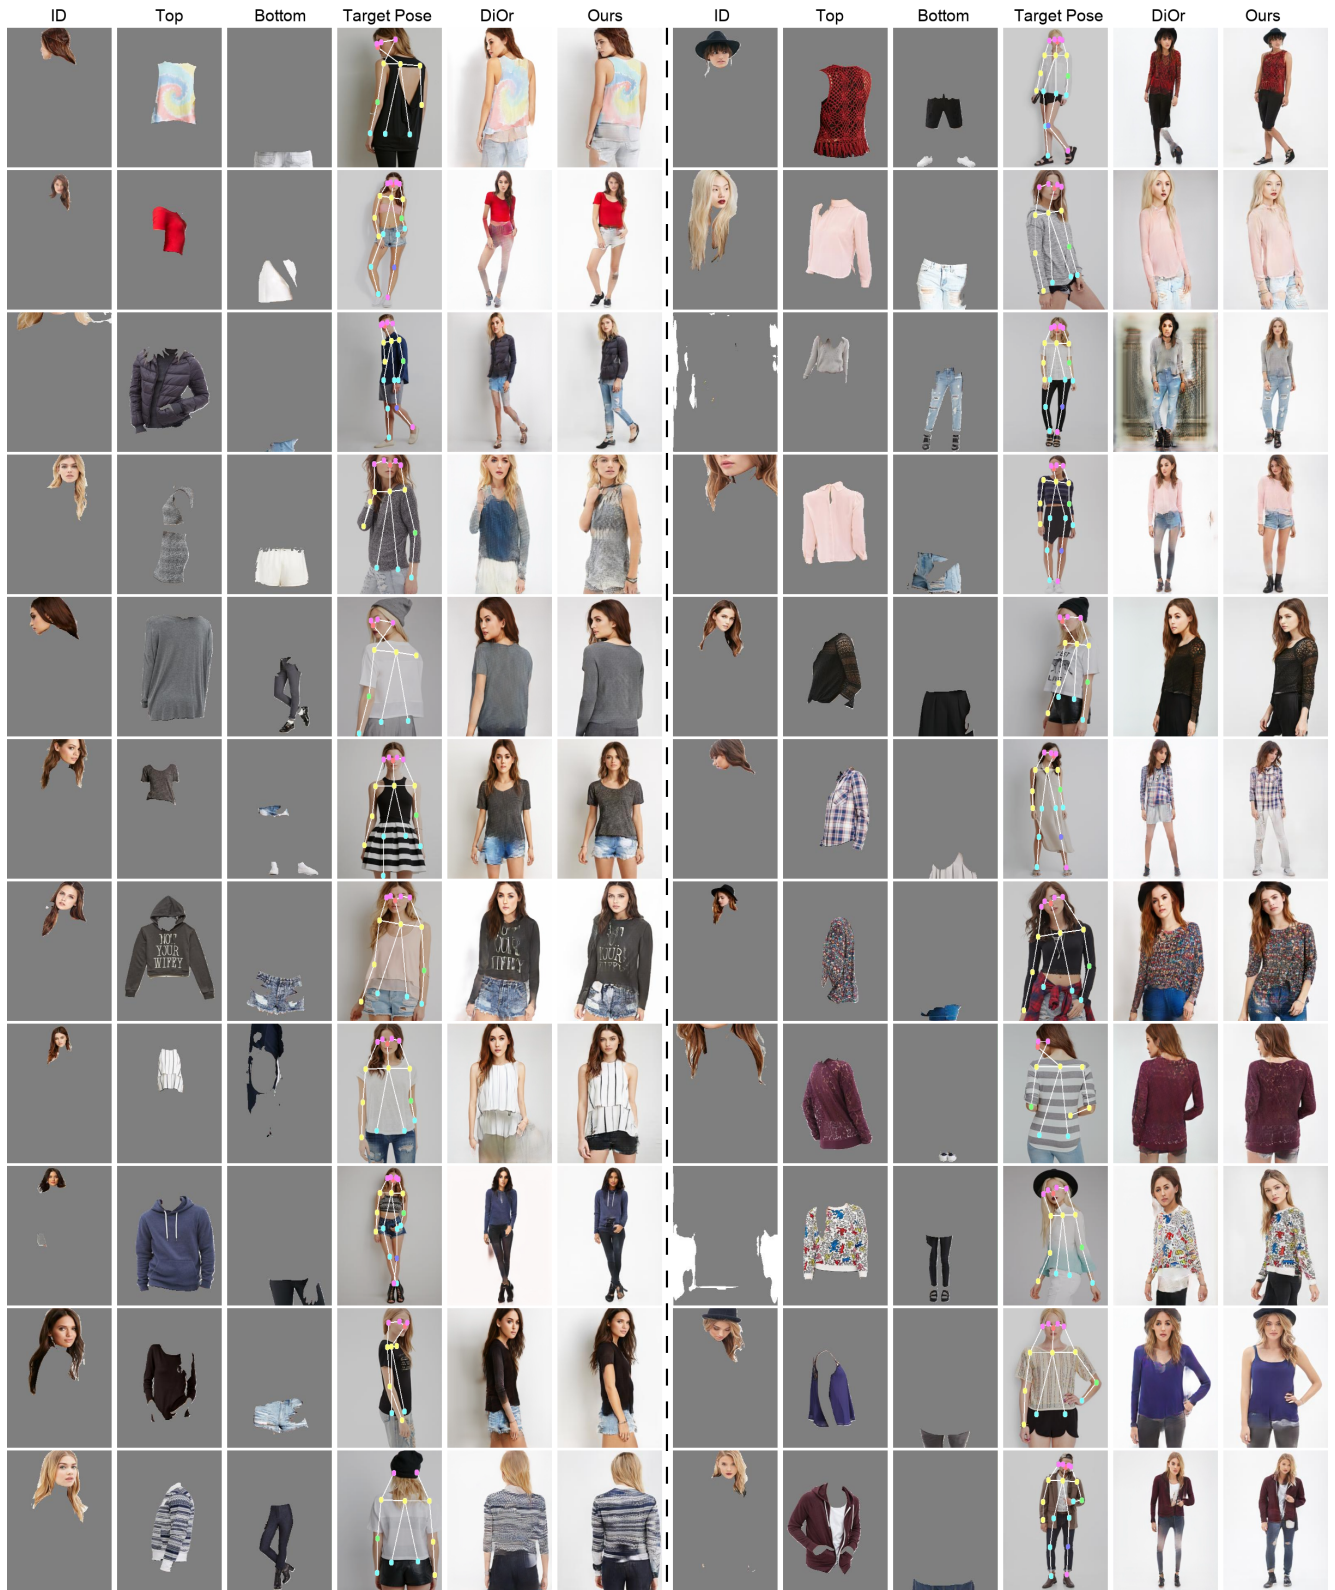 ID Top Bottom Target Pose DiOr Ours ID Top Bottom Target Pose DiOr Ours
NOT
YOUR
WIFEY